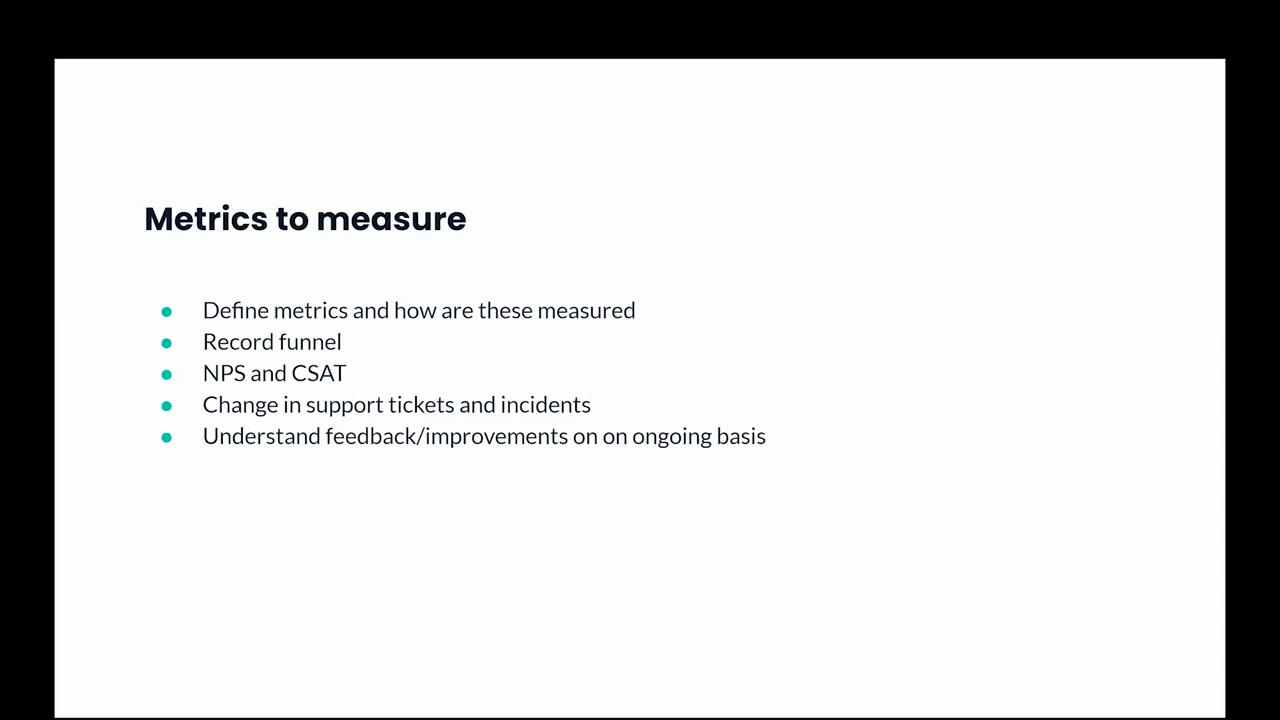 Metrics to measure
Define metrics and how are these measured
Record funnel
NPS and CSAT
Change in support tickets and incidents
Understand feedback/improvements on on ongoing basis